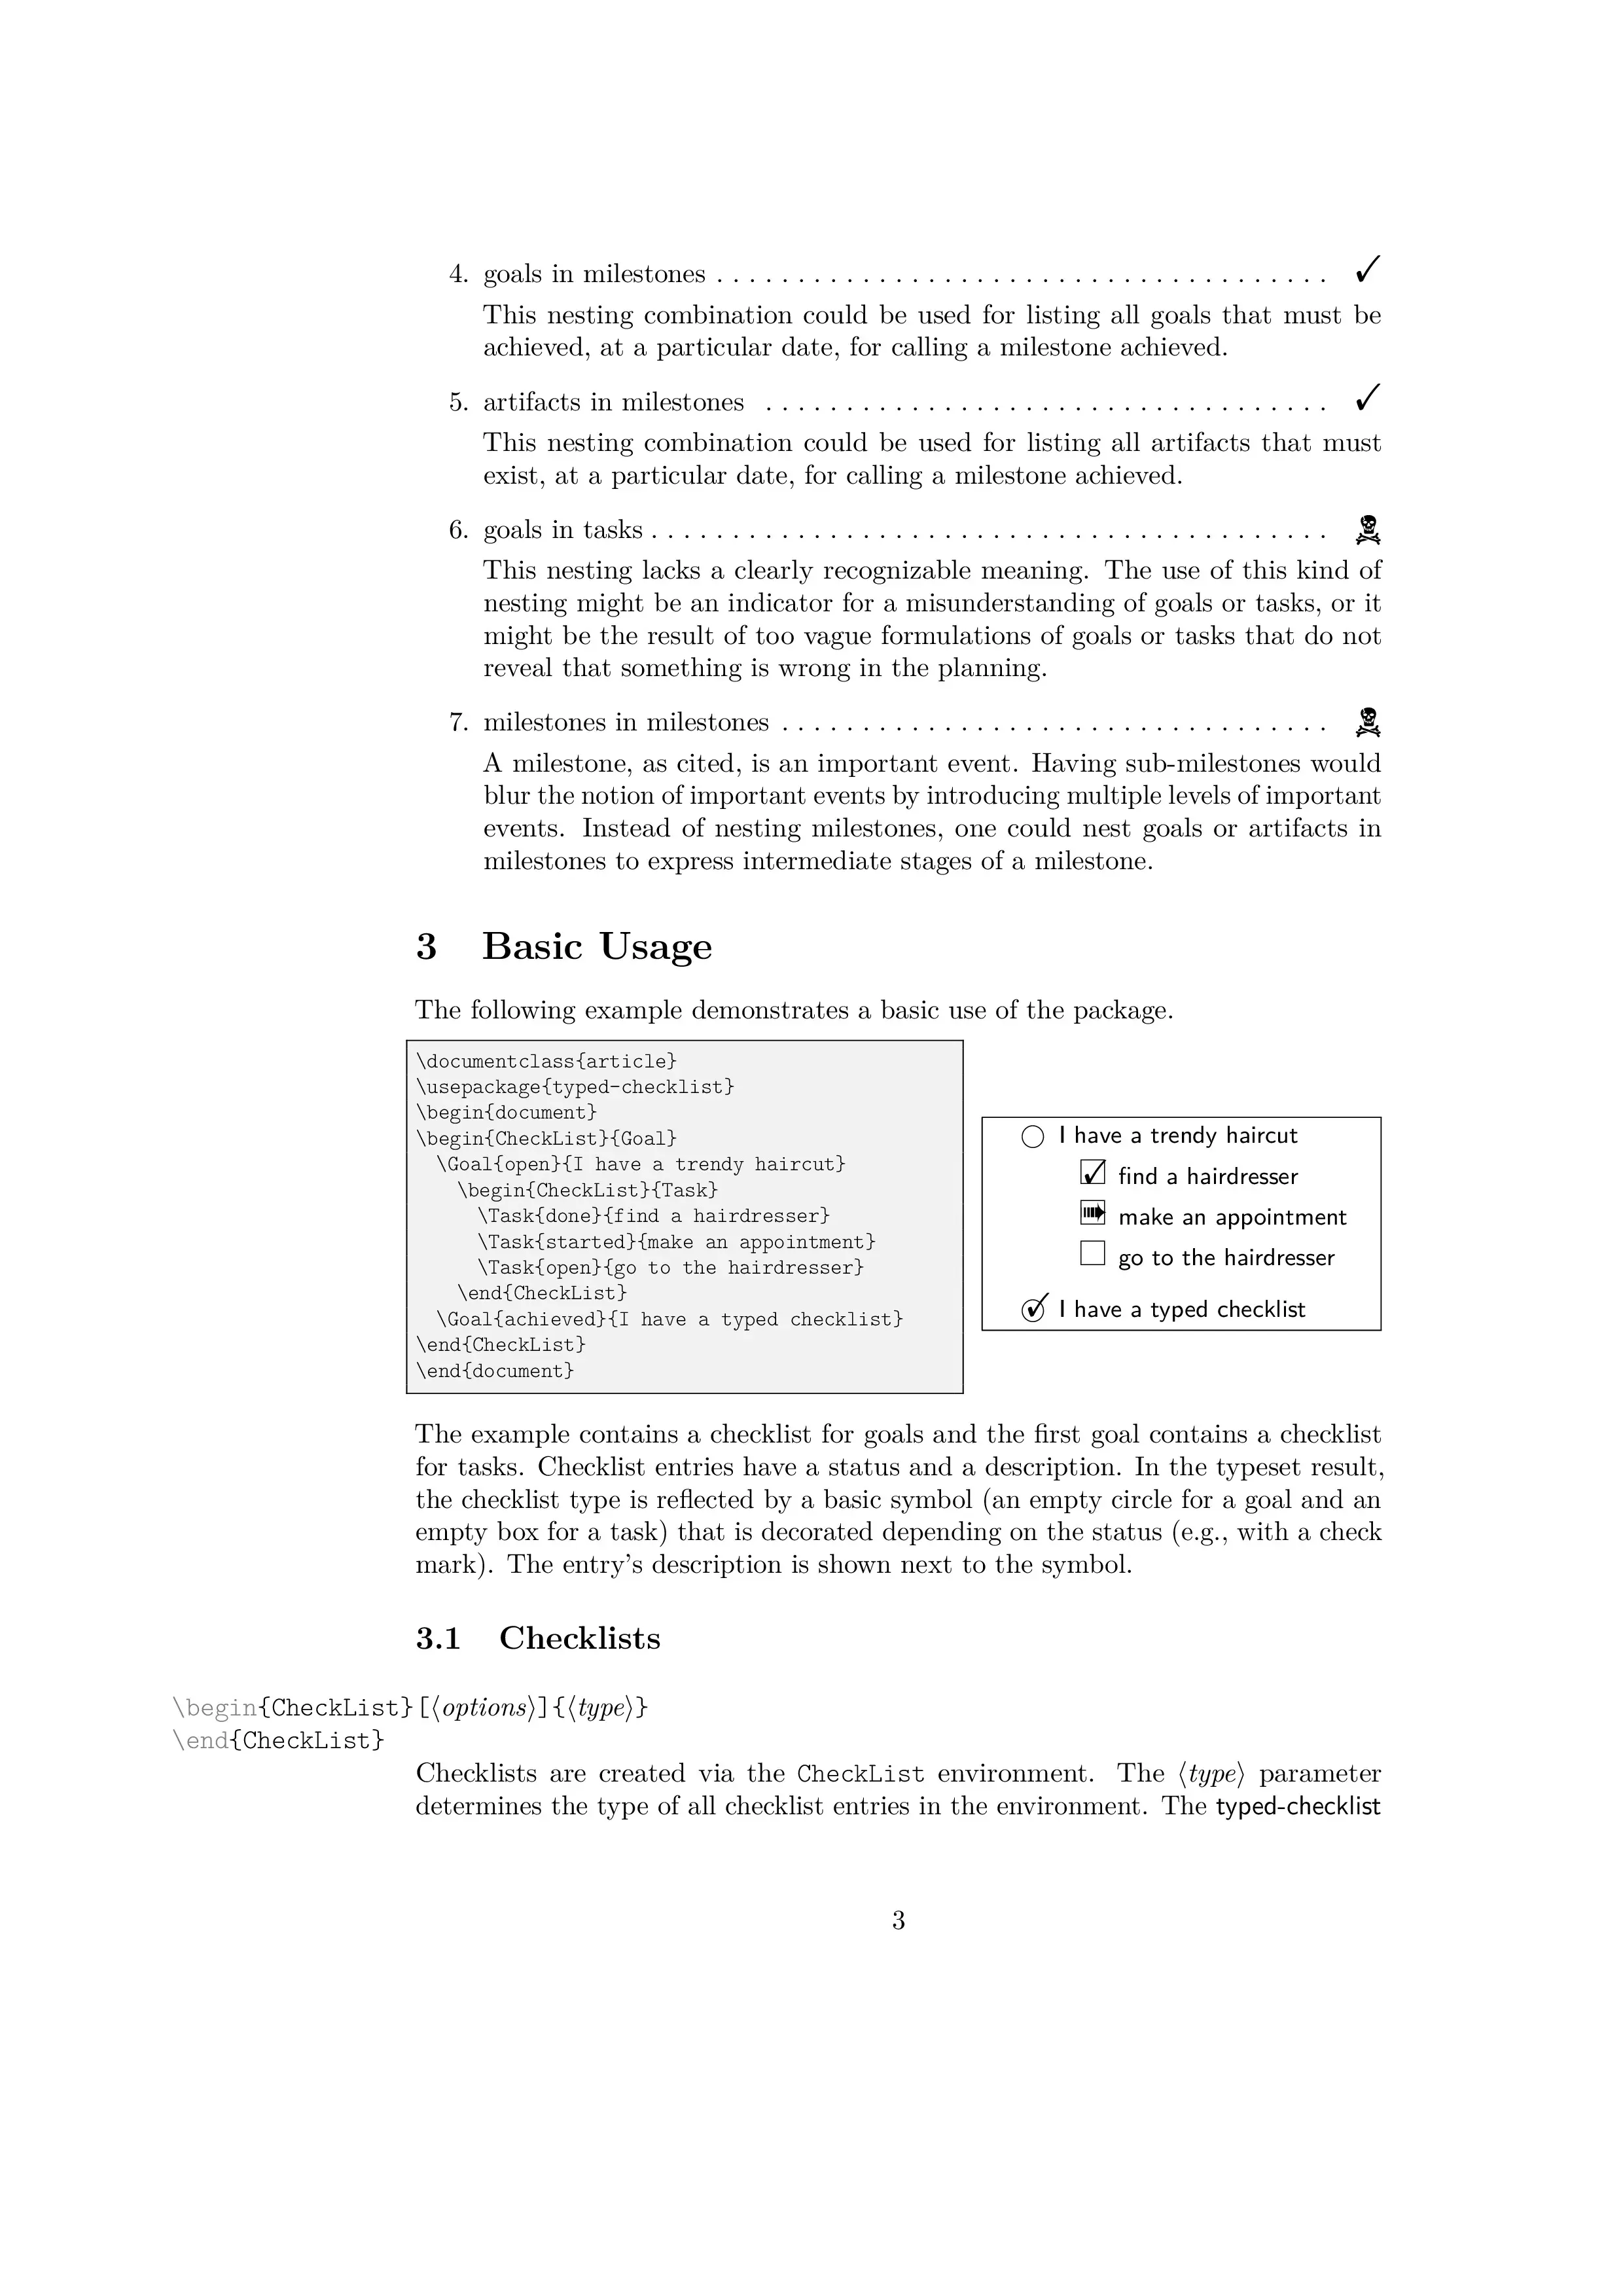 4. goals in milestones . . . . . . . . . . . . . . . . . . . . . . . . . . . . . . . . . . . . . . ✓
This nesting combination could be used for listing all goals that must be
achieved, at a particular date, for calling a milestone achieved.
5. artifacts in milestones . . . . . . . . . . . . . . . . . . . . . . . . . . . . . . . . . . . ✓
This nesting combination could be used for listing all artifacts that must
exist, at a particular date, for calling a milestone achieved.
6. goals in tasks . . . . . . . . . . . . . . . . . . . . . . . . . . . . . . . . . . . . . . . . . . ☠
This nesting lacks a clearly recognizable meaning. The use of this kind of
nesting might be an indicator for a misunderstanding of goals or tasks, or it
might be the result of too vague formulations of goals or tasks that do not
reveal that something is wrong in the planning.
7. milestones in milestones . . . . . . . . . . . . . . . . . . . . . . . . . . . . . . . . . . ☠
A milestone, as cited, is an important event. Having sub-milestones would
blur the notion of important events by introducing multiple levels of important
events. Instead of nesting milestones, one could nest goals or artifacts in
milestones to express intermediate stages of a milestone.
3 Basic Usage
The following example demonstrates a basic use of the package.
\documentclass{article}
\usepackage{typed-checklist}
\begin{document}
\begin{CheckList}{Goal}
\Goal{open}{I have a trendy haircut}
\begin{CheckList}{Task}
\Task{done}{find a hairdresser}
\Task{started}{make an appointment}
\Task{open}{go to the hairdresser}
\end{CheckList}
\Goal{achieved}{I have a typed checklist}
\end{CheckList}
\end{document}
I have a trendy haircut
find a hairdresser
make an appointment
go to the hairdresser
I have a typed checklist
The example contains a checklist for goals and the first goal contains a checklist
for tasks. Checklist entries have a status and a description. In the typeset result,
the checklist type is reflected by a basic symbol (an empty circle for a goal and an
empty box for a task) that is decorated depending on the status (e.g., with a check
mark). The entry's description is shown next to the symbol.
3.1 Checklists
\begin{CheckList}[⟨options⟩]{⟨type⟩}
\end{CheckList}
Checklists are created via the CheckList environment. The ⟨type⟩ parameter
determines the type of all checklist entries in the environment. The typed-checklist
3